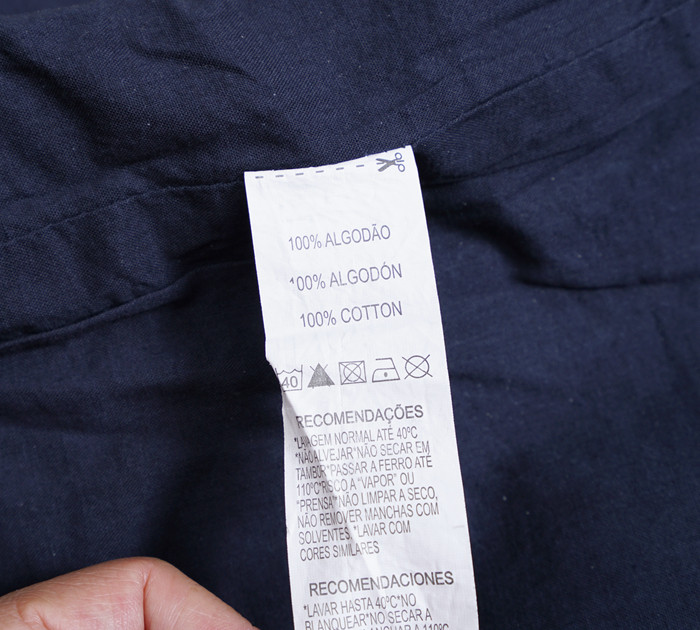 100% ALGODÃO
100% ALGODÓN
100% COTTON
40
RECOMENDAÇÕES
*LAVAGEM NORMAL ATÉ 40ºC
*NÃO ALVEJAR*NÃO SECAR EM
TAMBOR*PASSAR A FERRO ATÉ
110ºC*RISCO A "VAPOR" OU
"PRENSA"*NÃO LIMPAR A SECO,
NÃO REMOVER MANCHAS COM
SOLVENTES *LAVAR COM
CORES SIMILARES
RECOMENDACIONES
*LAVAR HASTA 40ºC*NO
BLANQUEAR*NO SECAR A